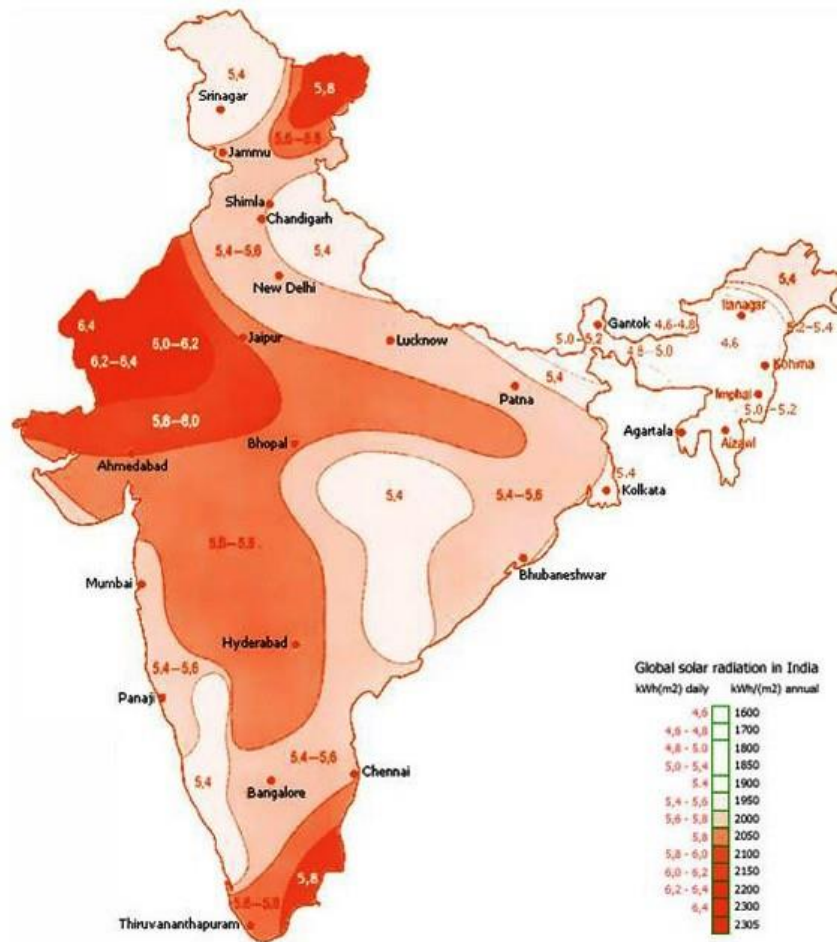 5,4
Srinagar
5,8
5,6–5,8
Jammu
Shimla
Chandigarh
5,4–5,6
5,4
New Delhi
5,4
Itanagar
Gantok
4,6-4,8
5,2–5,4
5,0–5,2
6,4
6,0–6,2
Jaipur
Lucknow
4,8–5,0
4,6
6,2–6,4
Kohima
5,4
Patna
Imphal
5,0–5,2
Bhopal
Agartala
Aizawl
Ahmedabad
5,4
5,4
5,4–5,6
Kolkata
Bhubaneshwar
Mumbai
Hyderabad
5,4–5,6
Panaji
5,4–5,6
Chennai
5,4
Bangalore
5,8
Thiruvananthapuram
Global solar radiation in India
kWh(m2) daily kWh/(m2) annual
4,6 1600
4,6 - 4,8 1700
4,8 - 5,0 1800
5,0 - 5,4 1850
5,4 1900
5,4 - 5,6 1950
5,6 - 5,8 2000
5,8 2050
5,8 - 6,0 2100
6,0 - 6,2 2150
6,2 - 6,4 2200
6,4 2300
2305